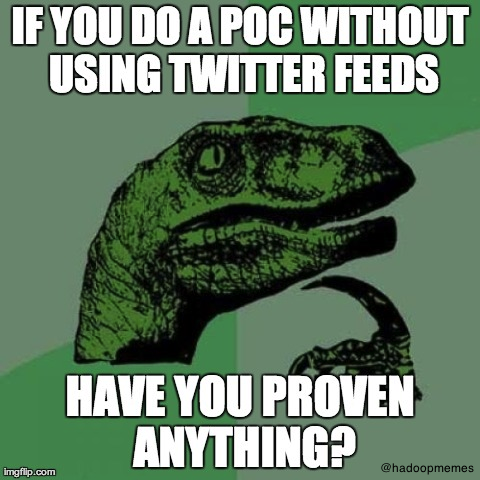 IF YOU DO A POC WITHOUT
USING TWITTER FEEDS
HAVE YOU PROVEN
ANYTHING?
imgflip.com
@hadoopmemes